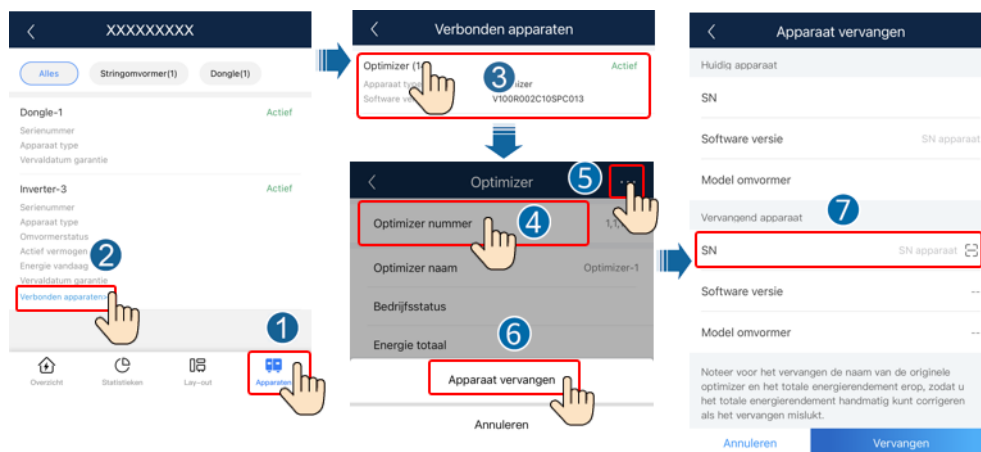 XXXXXXXXX
Alles
Stringomvormer(1)
Dongle(1)
Dongle-1
Actief
Serienummer
Apparaat type
Vervaldatum garantie
Inverter-3
Actief
Serienummer
Apparaat type
Omvormerstatus
Actief vermogen
Energie vandaag
2
Vervaldatum garantie
Verbonden apparaten
1
Overzicht
Statistieken
Lay-out
Apparaten
Verbonden apparaten
Optimizer
Actief
3
Apparaat
Software
V100R002C10SPC013
Optimizer
5
...
Optimizer nummer
4
Optimizer naam
Optimizer-1
Bedrijfsstatus
Energie totaal
6
Apparaat vervangen
Annuleren
Apparaat vervangen
Huidig apparaat
SN
Software versie
SN apparaat
Model omvormer
Vervangend apparaat
7
SN
SN apparaat
Software versie
--
Model omvormer
--
Noteer voor het vervangen de naam van de originele
optimizer en het totale energierendement erop, zodat u
het totale energierendement handmatig kunt corrigeren
als het vervangen mislukt.
Annuleren
Vervangen